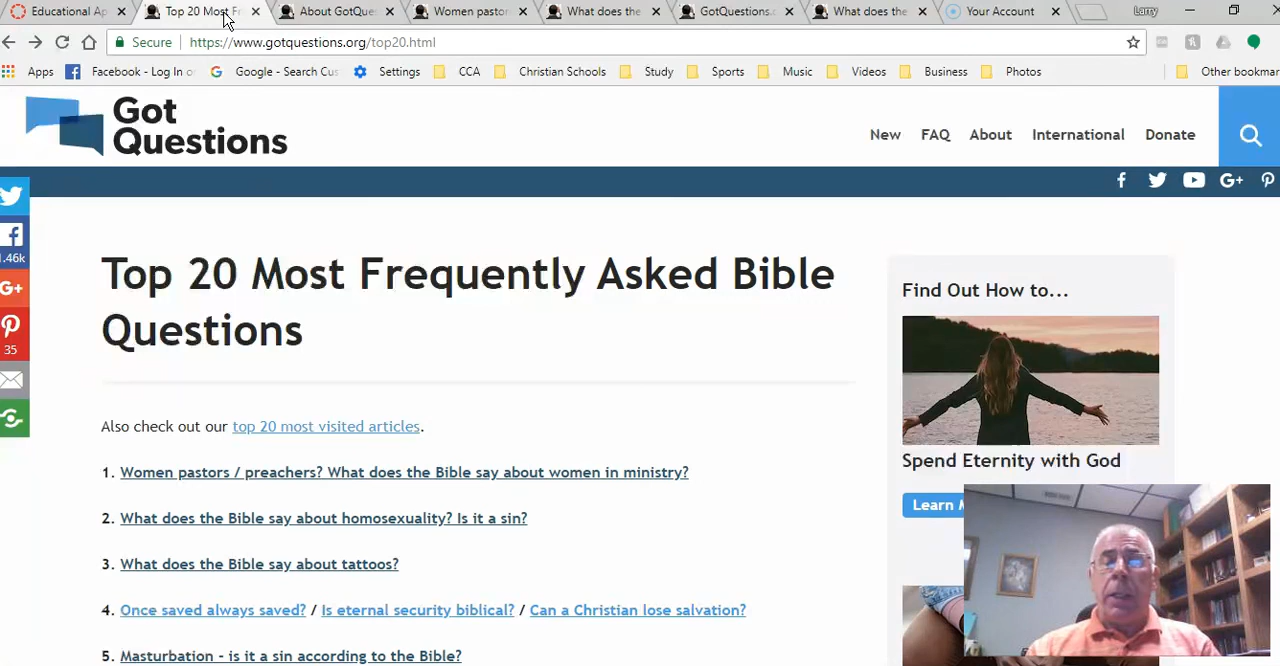 Educational Ap
Top 20 Most Fr
About GotQues
Women pastor
What does the
GotQuestions.c
What does the
Your Account
Larry
Secure
https://www.gotquestions.org/top20.html
Apps
Facebook - Log In o
Google - Search Cus
Settings
CCA
Christian Schools
Study
Sports
Music
Videos
Business
Photos
Other bookmar
Got
Questions
New
FAQ
About
International
Donate
1.46k
G+
35
f
G+
Top 20 Most Frequently Asked Bible
Questions
Also check out our top 20 most visited articles.
1. Women pastors / preachers? What does the Bible say about women in ministry?
2. What does the Bible say about homosexuality? Is it a sin?
3. What does the Bible say about tattoos?
4. Once saved always saved? / Is eternal security biblical? / Can a Christian lose salvation?
5. Masturbation - is it a sin according to the Bible?
Find Out How to...
Spend Eternity with God
Learn